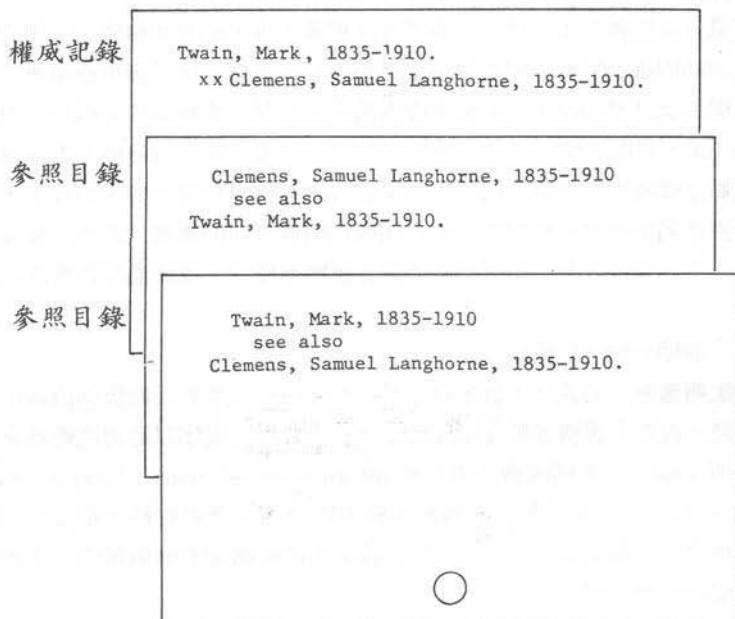 權威記錄
Twain, Mark, 1835-1910.
xx Clemens, Samuel Langhorne, 1835-1910.
參照目錄
Clemens, Samuel Langhorne, 1835-1910
see also
Twain, Mark, 1835-1910.
參照目錄
Twain, Mark, 1835-1910
see also
Clemens, Samuel Langhorne, 1835-1910.